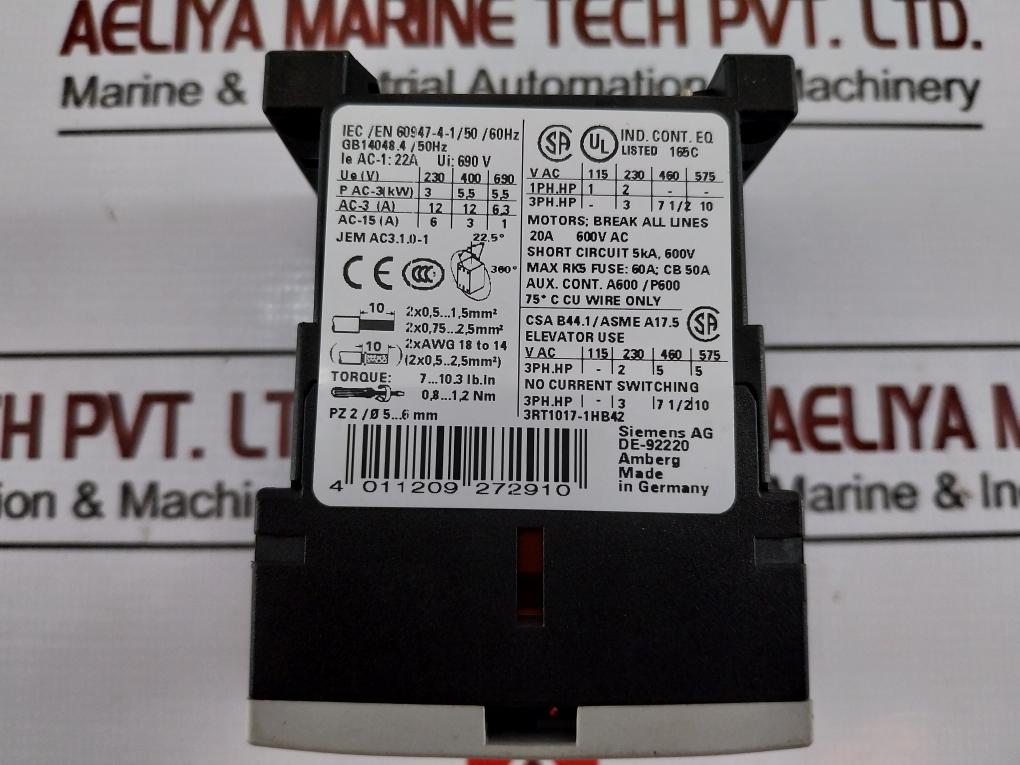 AELIYA MARINE TECH PVT. LTD.
Marine & Industrial Automation Machinery
IEC /EN 60947-4-1/50 /60Hz
GB14048.4 /50Hz
Ie AC-1: 22A Ui: 690 V
Ue (V) 230 400 690
P AC-3(kW) 3 5,5 5,5
AC-3 (A) 12 12 6,3
AC-15 (A) 6 3 1
JEM AC3.1.0-1 22.5°
360°
CE CCC
10 2x0,5...1,5mm²
2x0,75...2,5mm²
2xAWG 18 to 14
( 10 ) (2x0,5...2,5mm²)
TORQUE: 7...10.3 lb.in
0,8...1,2 Nm
PZ 2 / Ø 5...6 mm
SA UL IND. CONT. EQ
LISTED 165C
V AC 115 230 460 575
1PH.HP 1 2 - -
3PH.HP - 3 7 1/2 10
MOTORS; BREAK ALL LINES
20A 600V AC
SHORT CIRCUIT 5kA, 600V
MAX RK5 FUSE: 60A; CB 50A
AUX. CONT. A600 /P600
75° C CU WIRE ONLY
CSA B44.1/ASME A17.5 SA
ELEVATOR USE
V AC 115 230 460 575
3PH.HP - 2 5 5
NO CURRENT SWITCHING
3PH.HP - 3 7 1/2 10
3RT1017-1HB42
4 011209 272910
Siemens AG
DE-92220
Amberg
Made
in Germany
H PVT. LT
on & Machi
AELIYA MA
Marine & In